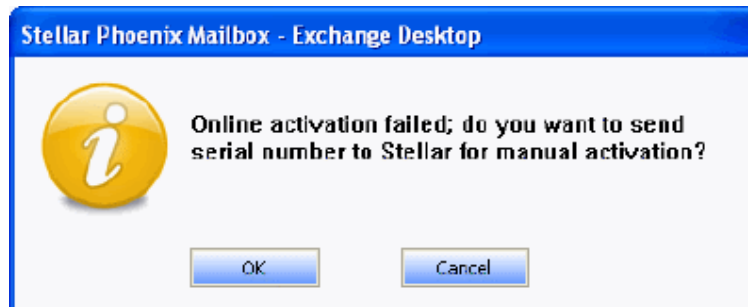 Stellar Phoenix Mailbox - Exchange Desktop
Online activation failed; do you want to send
serial number to Stellar for manual activation?
OK
Cancel